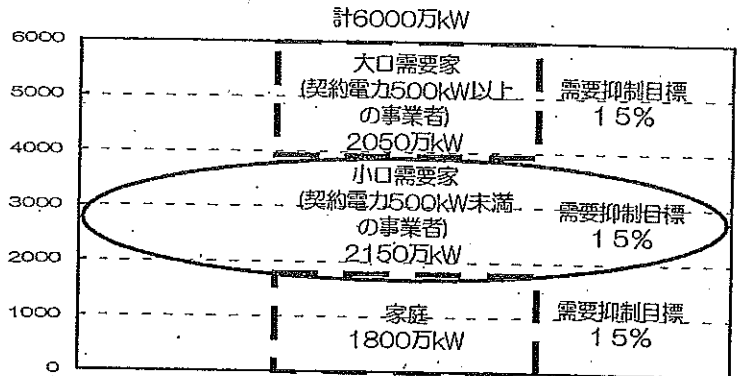 計6000万kW
6000
5000
4000
3000
2000
1000
0
大口需要家
(契約電力500kW以上
の事業者)
2050万kW
需要抑制目標
15%
小口需要家
(契約電力500kW未満
の事業者)
2150万kW
需要抑制目標
15%
家庭
1800万kW
需要抑制目標
15%